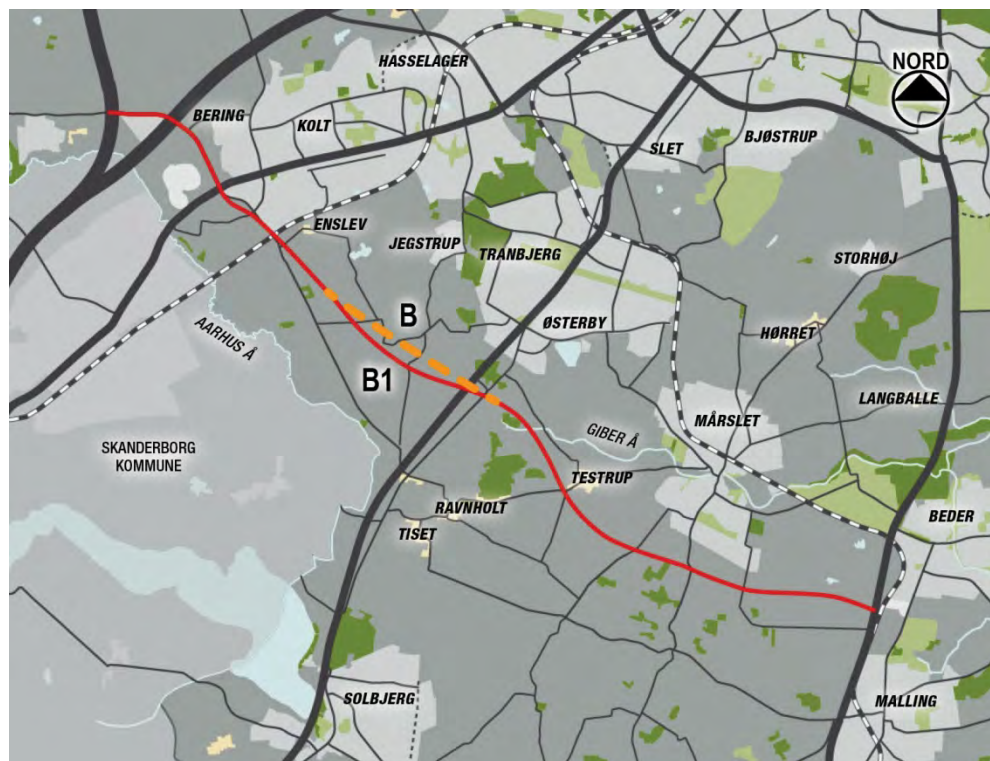 NORD
HASSELAGER
BERING
KOLT
SLET
BJØSTRUP
ENSLEV
JEGSTRUP
TRANBJERG
STORHØJ
B
ØSTERBY
HØRRET
AARHUS Å
B1
LANGBALLE
SKANDERBORG
KOMMUNE
GIBER Å
MÅRSLET
TESTRUP
RAVNHOLT
BEDER
TISET
SOLBJERG
MALLING